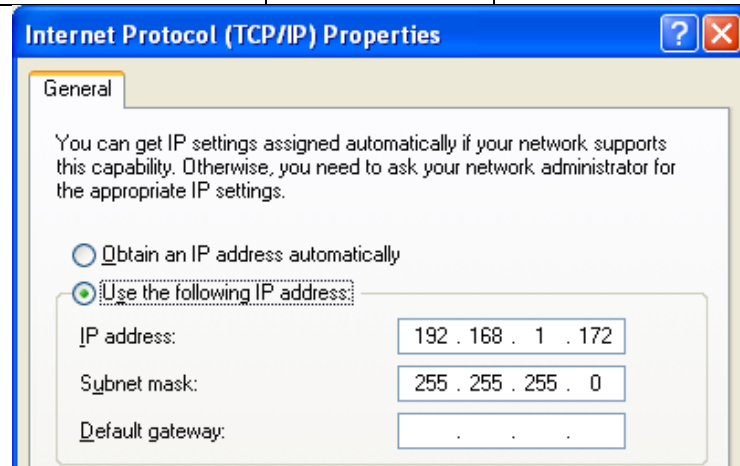 Internet Protocol (TCP/IP) Properties
General
You can get IP settings assigned automatically if your network supports
this capability. Otherwise, you need to ask your network administrator for
the appropriate IP settings.
Obtain an IP address automatically
Use the following IP address:
IP address: 192 . 168 . 1 . 172
Subnet mask: 255 . 255 . 255 . 0
Default gateway: . . .